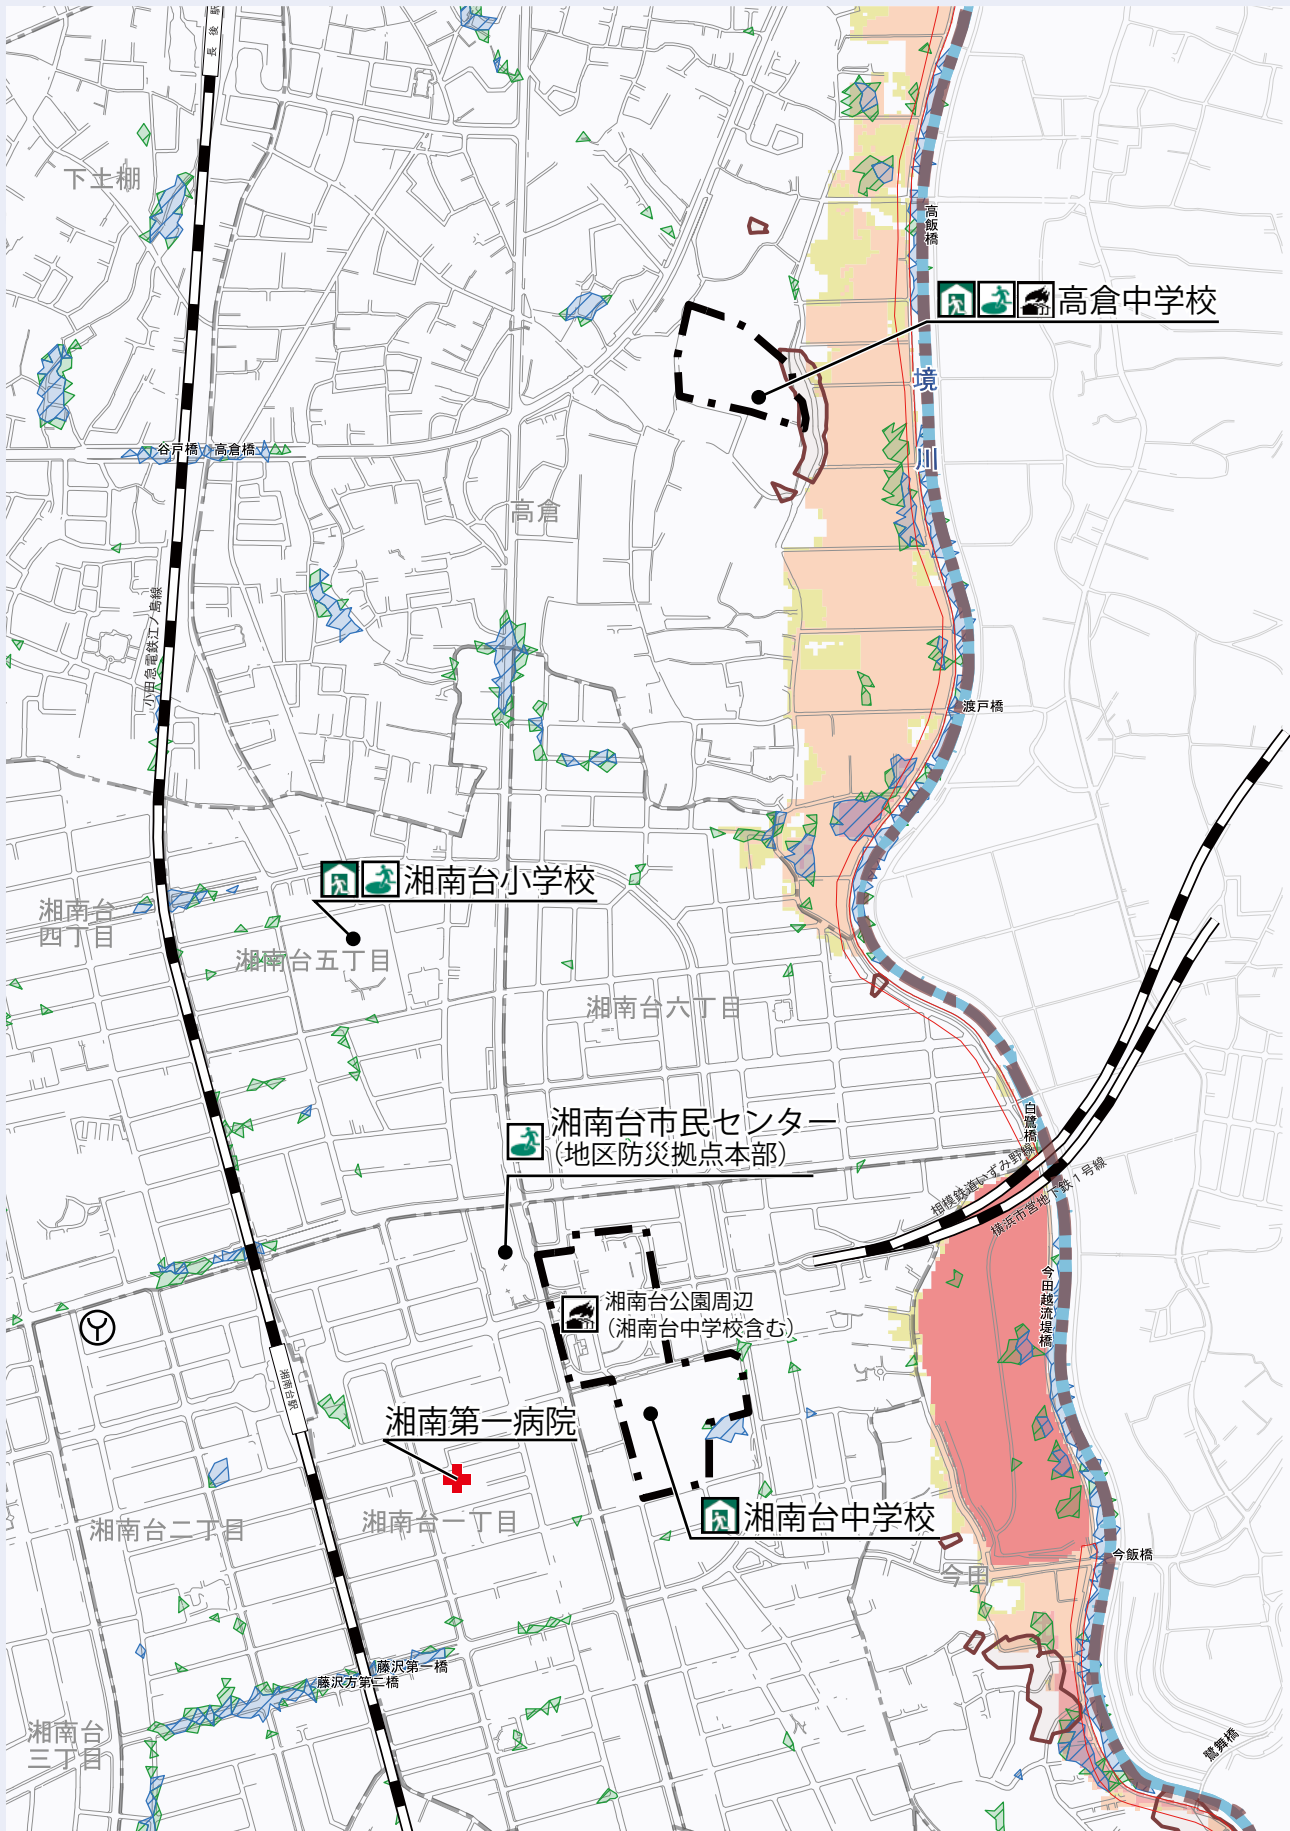 長後駅
下土棚
高飯橋
高倉中学校
境川
谷戸橋
高倉橋
高倉
小田急電鉄江ノ島線
渡戸橋
湘南台小学校
湘南台
四丁目
湘南台五丁目
湘南台六丁目
湘南台市民センター
（地区防災拠点本部）
白鷺橋
相模鉄道いずみ野線
横浜市営地下鉄１号線
今田越流堤橋
湘南台公園周辺
（湘南台中学校含む）
湘南台駅
湘南第一病院
湘南台中学校
湘南台二丁目
湘南台一丁目
今田
今飯橋
藤沢第一橋
藤沢方第二橋
湘南台
三丁目
鷺舞橋